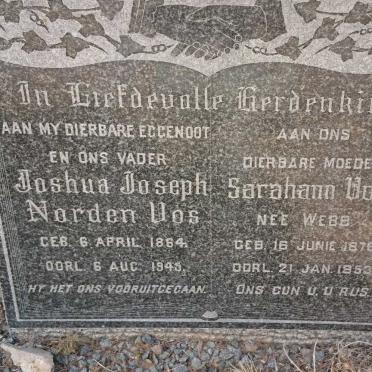 In Liefdevolle Herdenkin
AAN MY DIERBARE EGGENOOT
EN ONS VADER
Joshua Joseph
Norden Vos
GEB. 6 APRIL 1864.
OORL. 6 AUG. 1945.
HY HET ONS VOORUITGEGAAN.
AAN ONS
DIERBARE MOEDE
Sarahann Vo
NEE WEBB
GEB. 16 JUNIE 1876
OORL. 21 JAN. 1953
ONS GUN U, U RUS